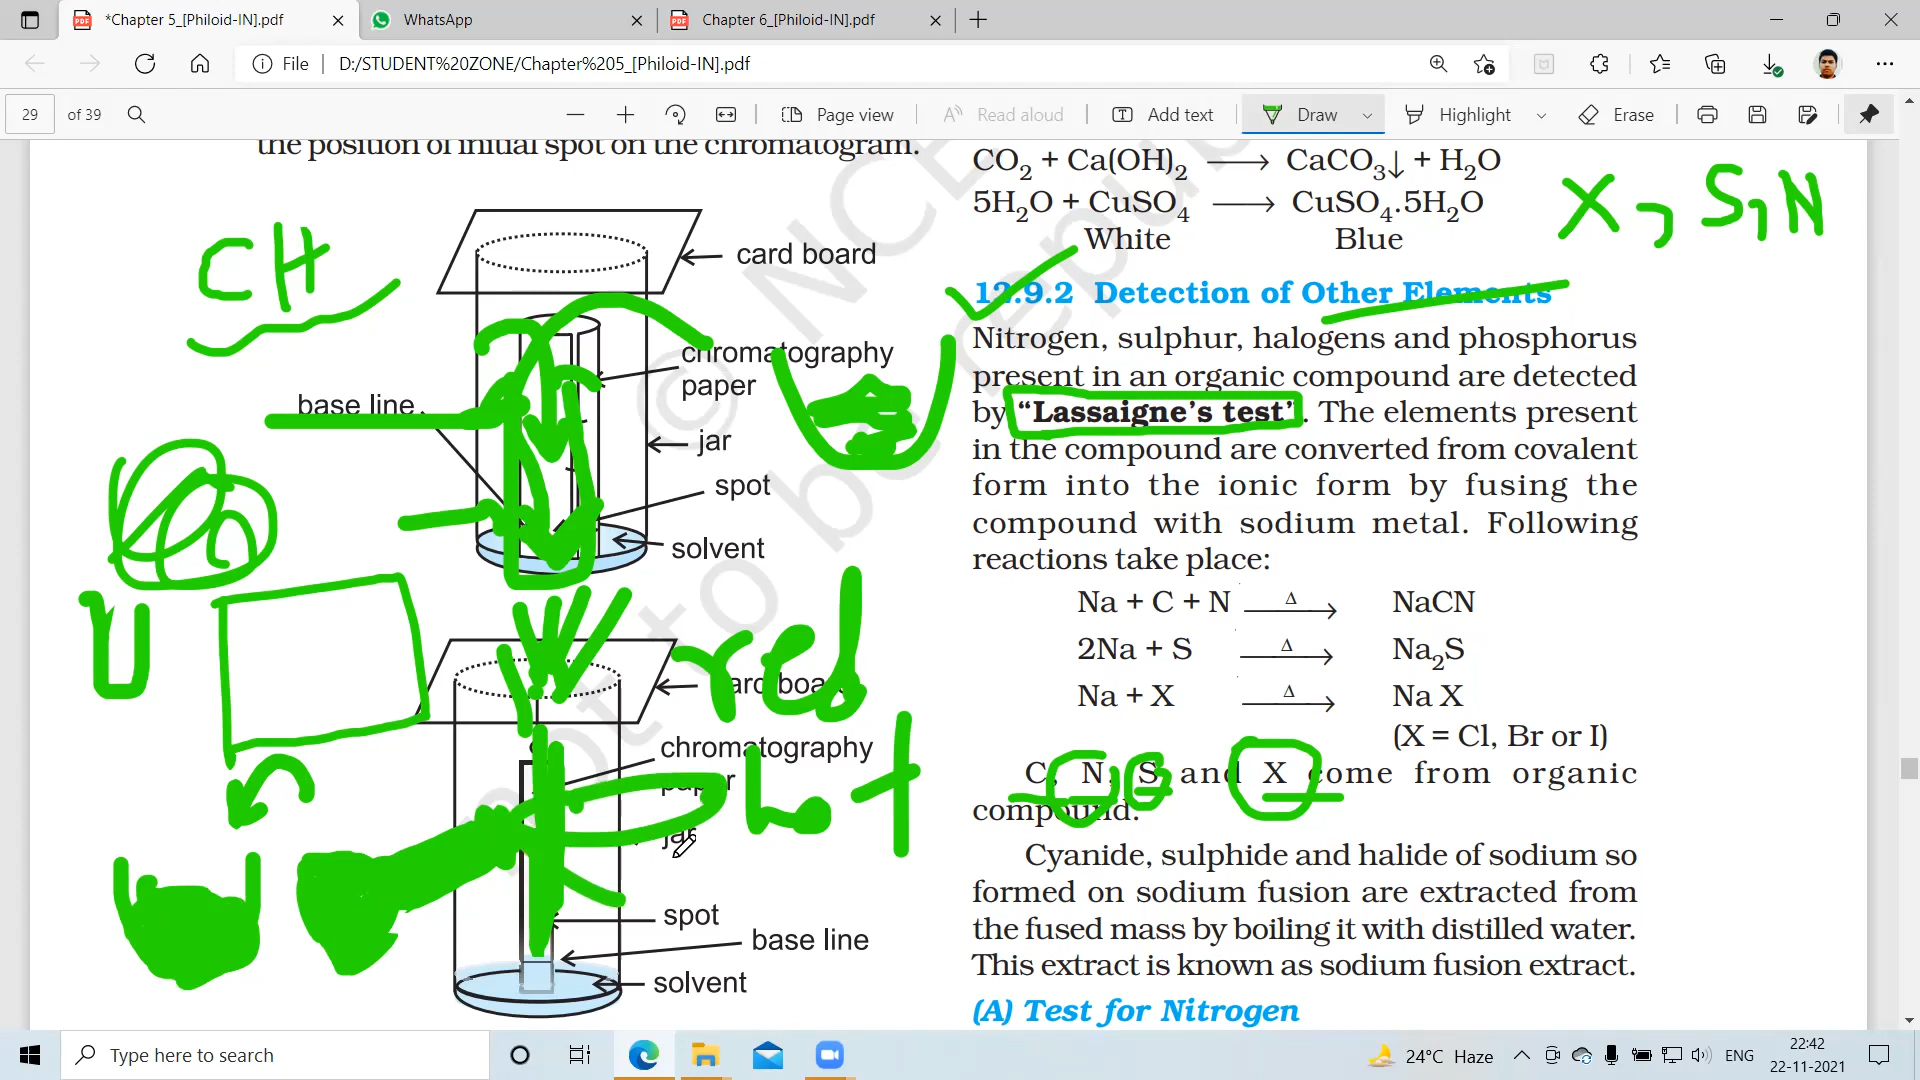 *Chapter 5_[Philoid-IN].pdf
WhatsApp
Chapter 6_[Philoid-IN].pdf
File
D:/STUDENT%20ZONE/Chapter%205_[Philoid-IN].pdf
29 of 39
Page view
Read aloud
Add text
Draw
Highlight
Erase
the position of initial spot on the chromatogram.
CH
card board
chromatography
paper
base line
jar
spot
solvent
red
hot
card board
chromatography
paper
jar
spot
base line
solvent
CO2 + Ca(OH)2 ⟶ CaCO3↓ + H2O
5H2O + CuSO4 ⟶ CuSO4.5H2O
White Blue
X, S, N
12.9.2 Detection of Other Elements
Nitrogen, sulphur, halogens and phosphorus
present in an organic compound are detected
by “Lassaigne’s test”. The elements present
in the compound are converted from covalent
form into the ionic form by fusing the
compound with sodium metal. Following
reactions take place:
Na + C + N Δ⟶ NaCN
2Na + S Δ⟶ Na2S
Na + X Δ⟶ Na X
(X = Cl, Br or I)
C, N, S and X come from organic
compound.
Cyanide, sulphide and halide of sodium so
formed on sodium fusion are extracted from
the fused mass by boiling it with distilled water.
This extract is known as sodium fusion extract.
(A) Test for Nitrogen
© NCE
not to be republ
Type here to search
24°C Haze
ENG
22:42
22-11-2021